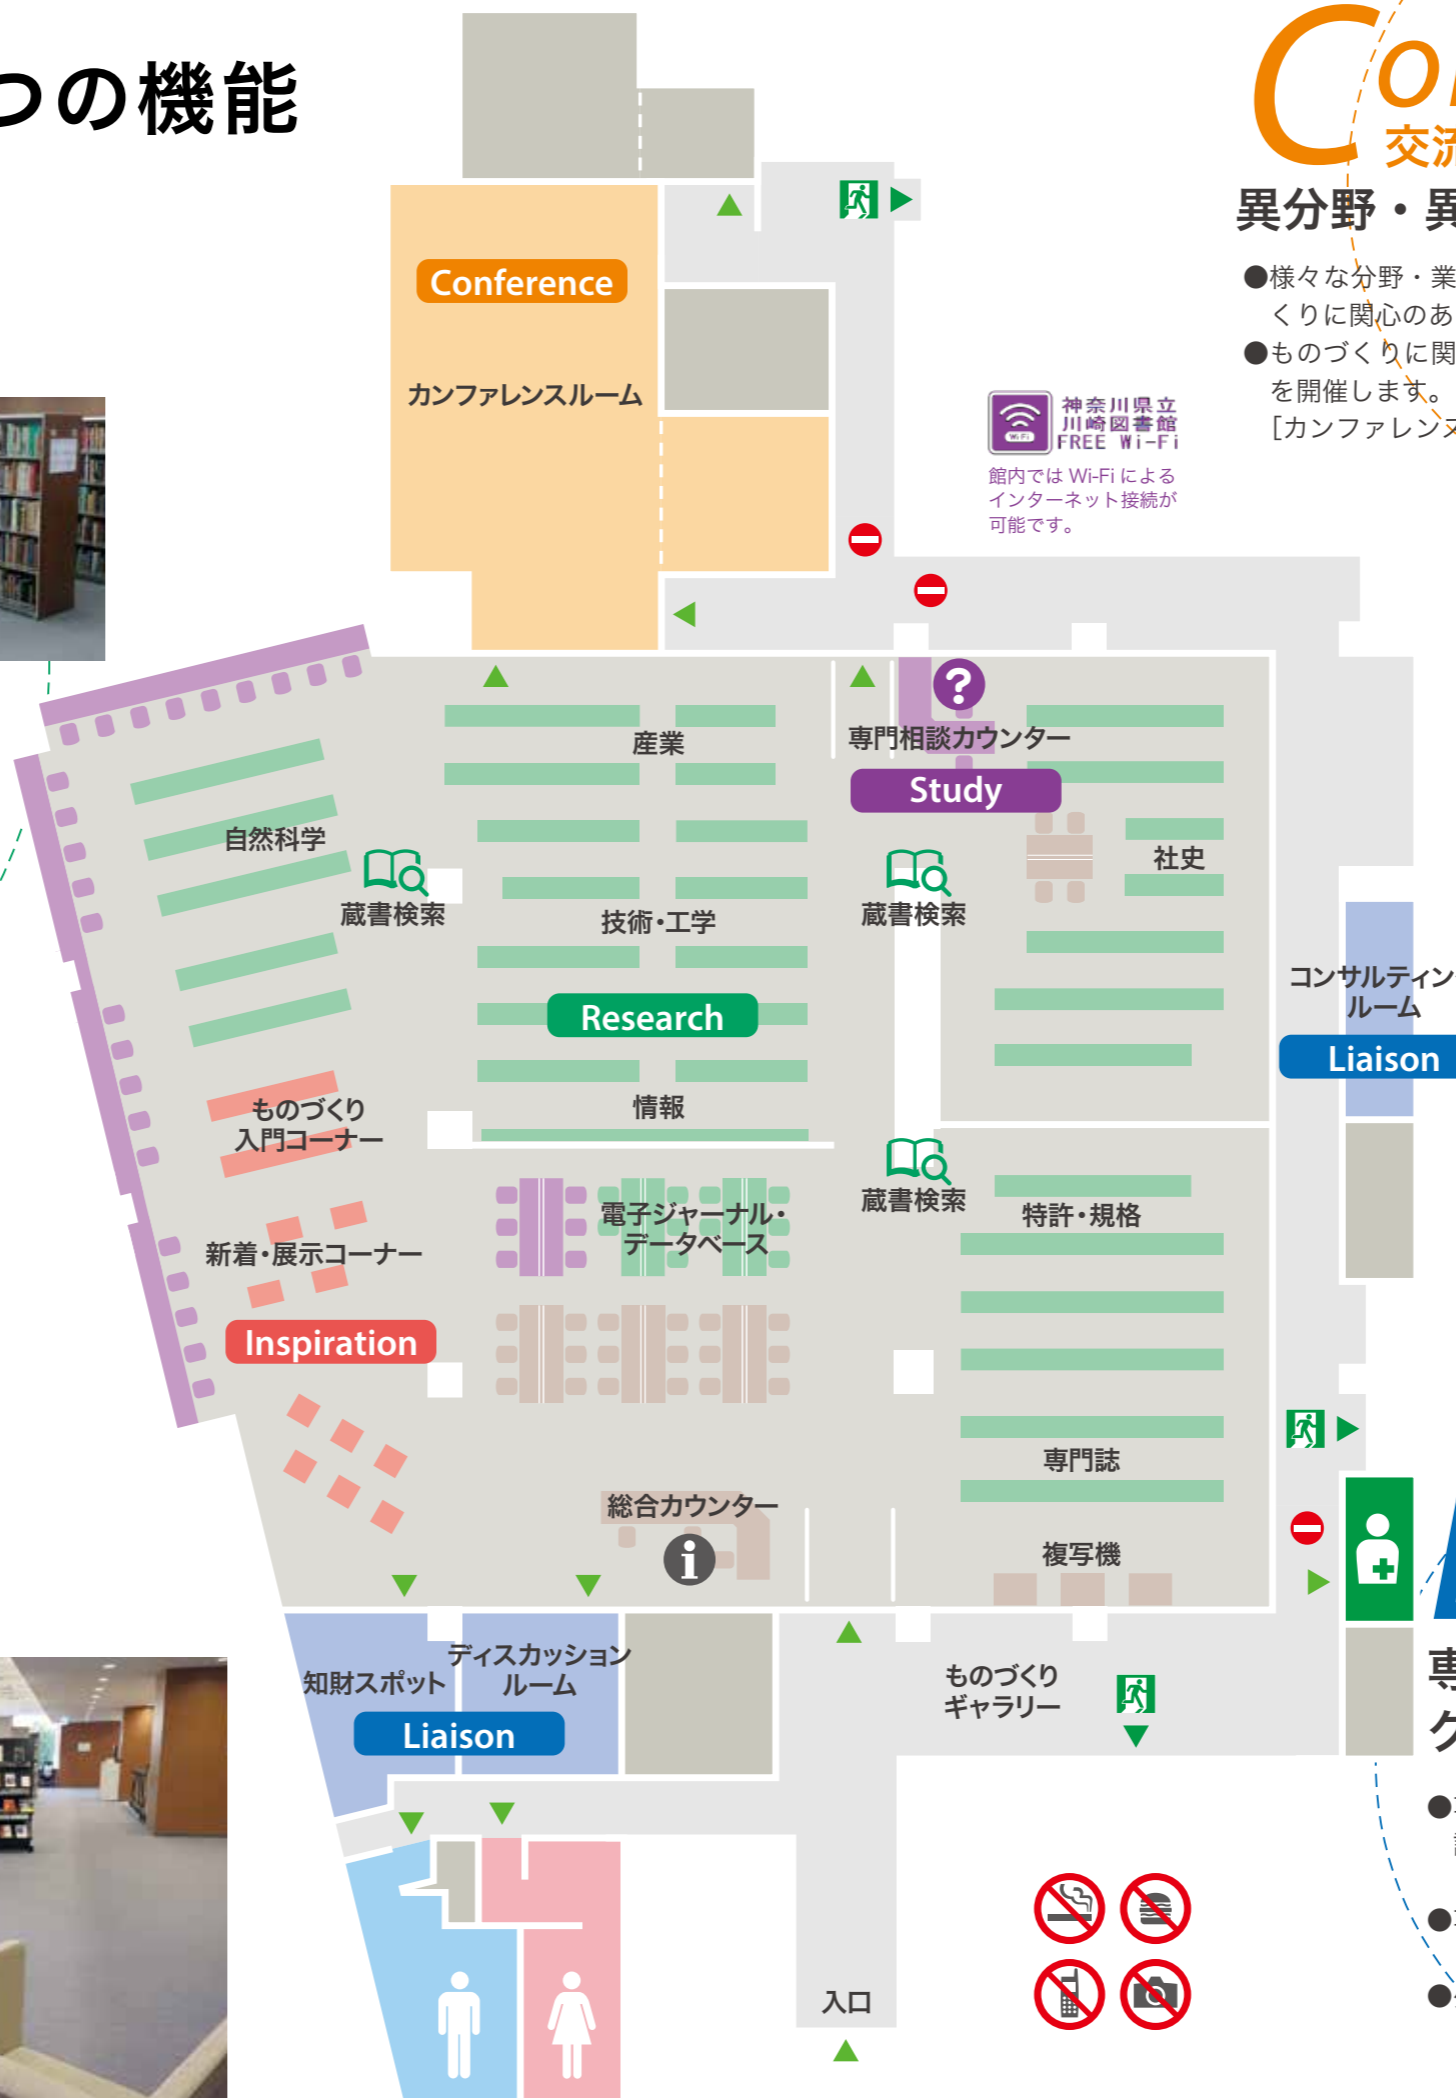 つの機能
Con
交流
異分野・異
●様々な分野・業
くりに関心のあ
●ものづくりに関
を開催します。
[カンファレンス
Conference
カンファレンスルーム
Wi-Fi
神奈川県立
川崎図書館
FREE Wi-Fi
館内では Wi-Fi による
インターネット接続が
可能です。
産業
?
専門相談カウンター
Study
自然科学
蔵書検索
技術・工学
蔵書検索
社史
Research
コンサルティン
ルーム
Liaison
ものづくり
入門コーナー
情報
蔵書検索
電子ジャーナル・
データベース
特許・規格
新着・展示コーナー
Inspiration
専門誌
総合カウンター
i
複写機
知財スポット
ディスカッション
ルーム
Liaison
ものづくり
ギャラリー
専
入口